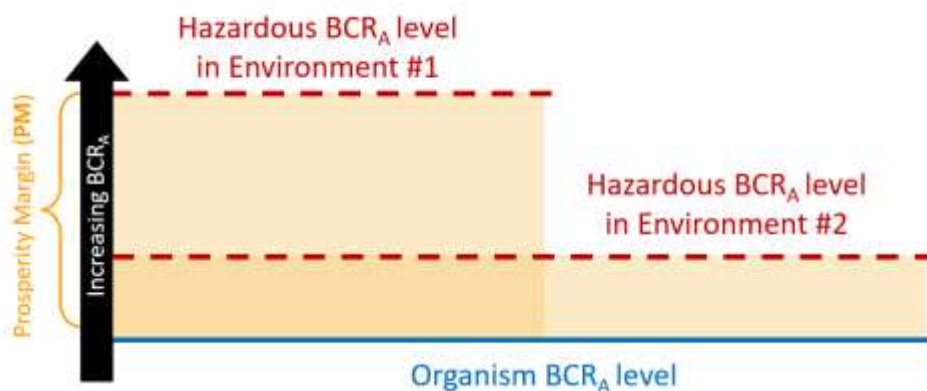 Hazardous BCRA level
in Environment #1
Prosperity Margin (PM)
Increasing BCRA
Hazardous BCRA level
in Environment #2
Organism BCRA level